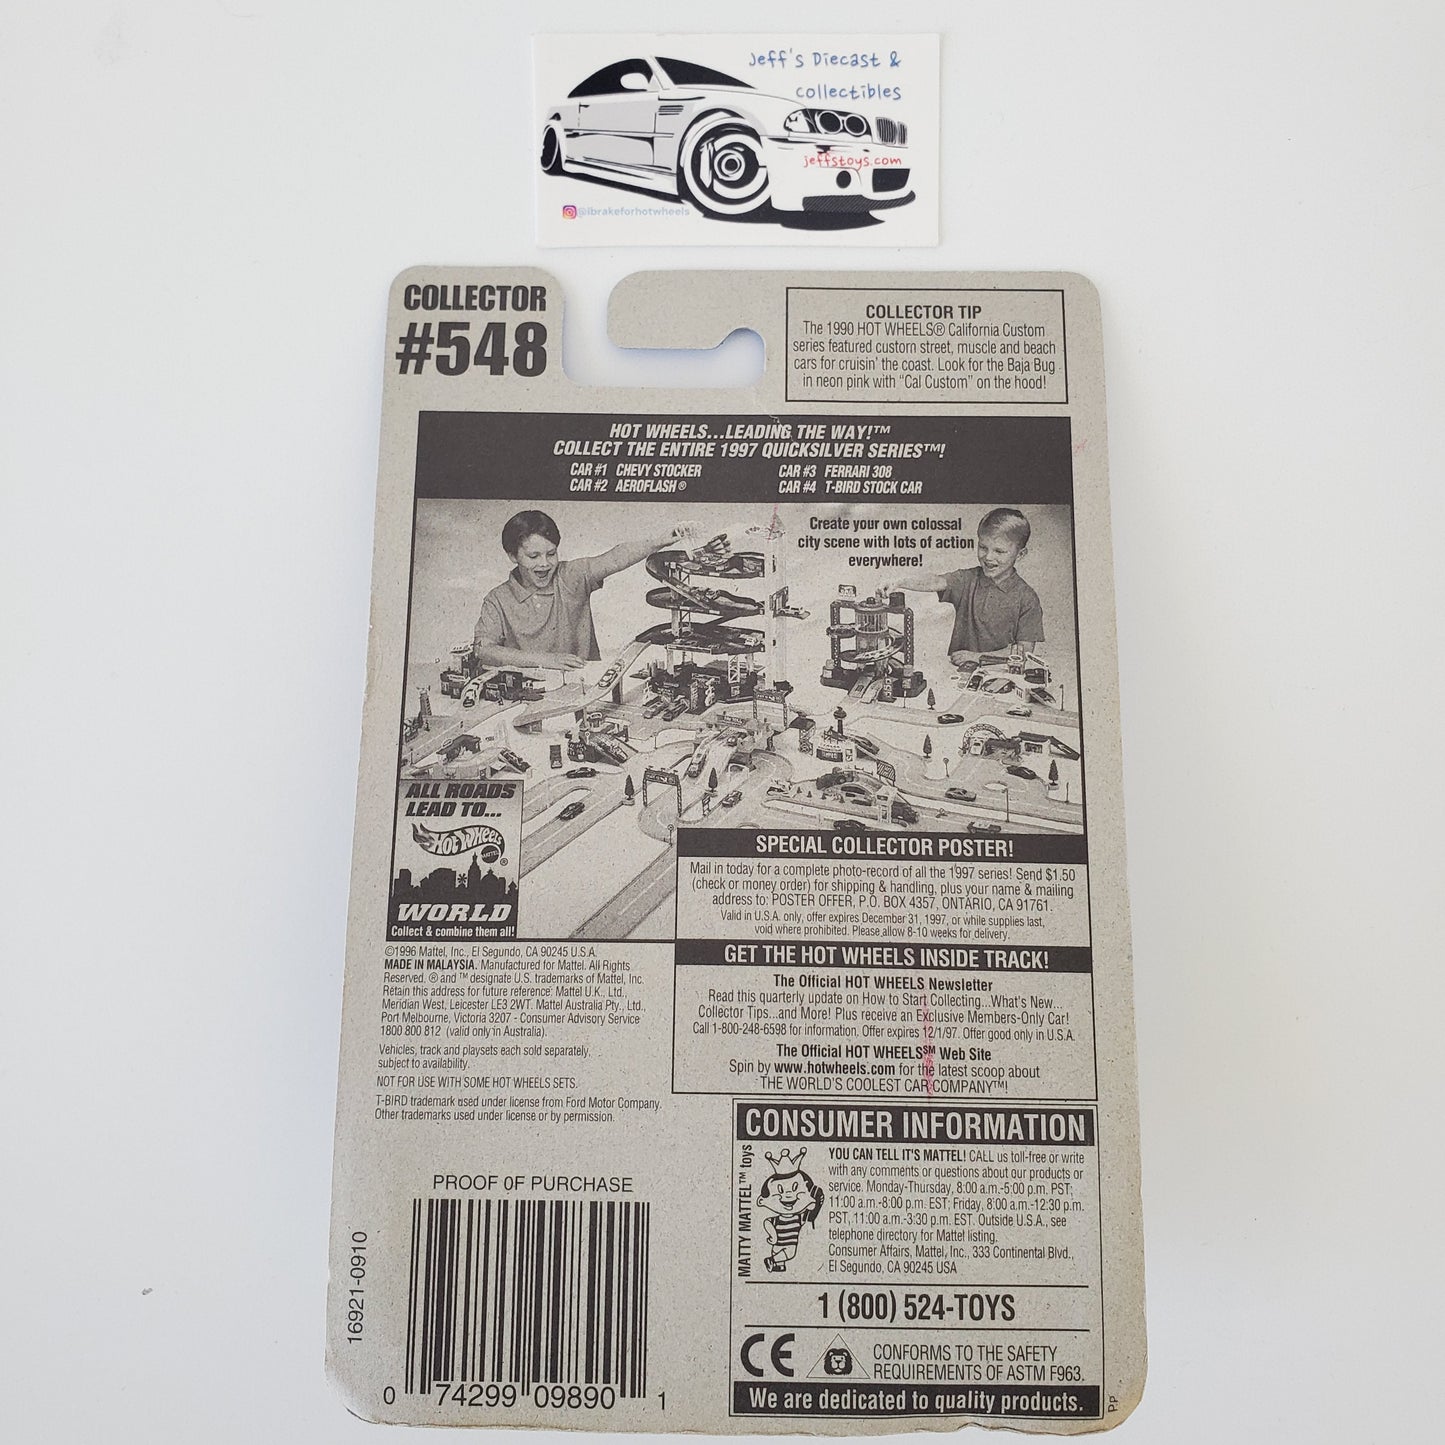 Jeff's Diecast &
collectibles
jeffstoys.com
@ibrakeforhotwheels
COLLECTOR
#548
COLLECTOR TIP
The 1990 HOT WHEELS® California Custom
series featured custom street, muscle and beach
cars for cruisin' the coast. Look for the Baja Bug
in neon pink with "Cal Custom" on the hood!
HOT WHEELS...LEADING THE WAY!™
COLLECT THE ENTIRE 1997 QUICKSILVER SERIES™!
CAR #1 CHEVY STOCKER
CAR #2 AEROFLASH®
CAR #3 FERRARI 308
CAR #4 T-BIRD STOCK CAR
Create your own colossal
city scene with lots of action
everywhere!
ALL ROADS
LEAD TO...
Hot Wheels
MATTEL
®
WORLD
Collect & combine them all!
SPECIAL COLLECTOR POSTER!
Mail in today for a complete photo-record of all the 1997 series! Send $1.50
(check or money order) for shipping & handling, plus your name & mailing
address to: POSTER OFFER, P.O. BOX 4357, ONTARIO, CA 91761.
Valid in U.S.A. only, offer expires December 31, 1997, or while supplies last,
void where prohibited. Please allow 8-10 weeks for delivery.
GET THE HOT WHEELS INSIDE TRACK!
The Official HOT WHEELS Newsletter
Read this quarterly update on How to Start Collecting...What's New...
Collector Tips...and More! Plus receive an Exclusive Members-Only Car!
Call 1-800-248-6598 for information. Offer expires 12/1/97. Offer good only in U.S.A.
The Official HOT WHEELS℠ Web Site
Spin by www.hotwheels.com for the latest scoop about
THE WORLD'S COOLEST CAR COMPANY™!
©1996 Mattel, Inc., El Segundo, CA 90245 U.S.A.
MADE IN MALAYSIA. Manufactured for Mattel. All Rights
Reserved. ® and ™ designate U.S. trademarks of Mattel, Inc.
Retain this address for future reference: Mattel U.K., Ltd.,
Meridian West, Leicester LE3 2WT. Mattel Australia Pty., Ltd.,
Port Melbourne, Victoria 3207 - Consumer Advisory Service
1800 800 812 (valid only in Australia).
Vehicles, track and playsets each sold separately,
subject to availability.
NOT FOR USE WITH SOME HOT WHEELS SETS.
T-BIRD trademark used under license from Ford Motor Company.
Other trademarks used under license or by permission.
CONSUMER INFORMATION
MATTY MATTEL™ toys
YOU CAN TELL IT'S MATTEL! CALL us toll-free or write
with any comments or questions about our products or
service. Monday-Thursday, 8:00 a.m.-5:00 p.m. PST;
11:00 a.m.-8:00 p.m. EST; Friday, 8:00 a.m.-12:30 p.m.
PST, 11:00 a.m.-3:30 p.m. EST. Outside U.S.A., see
telephone directory for Mattel listing.
Consumer Affairs, Mattel, Inc., 333 Continental Blvd.,
El Segundo, CA 90245 USA
1 (800) 524-TOYS
CE
CONFORMS TO THE SAFETY
REQUIREMENTS OF ASTM F963.
We are dedicated to quality products.
P.P.
PROOF OF PURCHASE
16921-0910
0 74299 09890 1